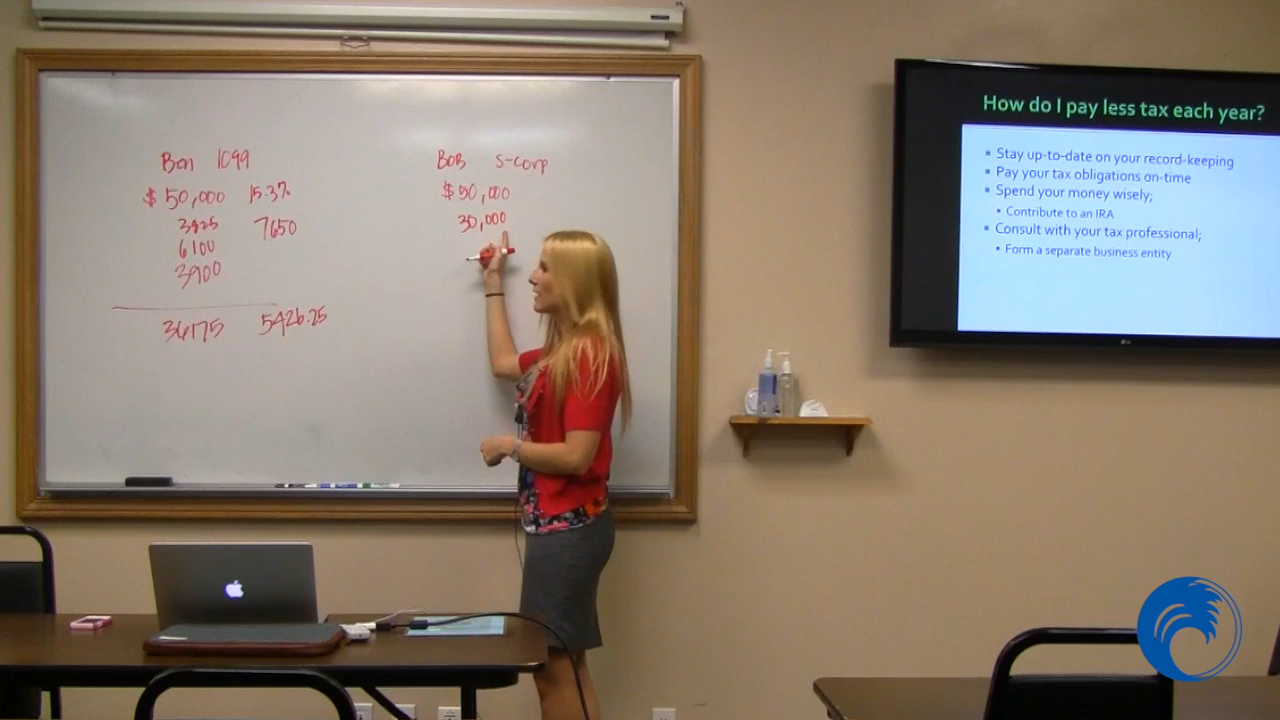 Ben 1099
$50,000 15.3%
3825 7650
6100
3900
36175 5426.25
BOB S-corp
$50,000
30,000
How do I pay less tax each year?
Stay up-to-date on your record-keeping
Pay your tax obligations on-time
Spend your money wisely;
Contribute to an IRA
Consult with your tax professional;
Form a separate business entity
LG